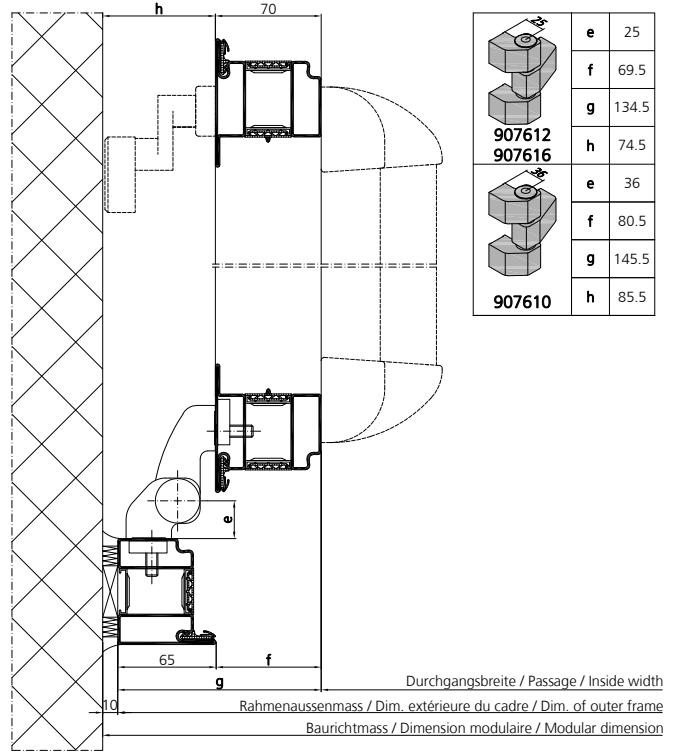 h
70
25
907612
907616
e 25
f 69.5
g 134.5
h 74.5
36
907610
e 36
f 80.5
g 145.5
h 85.5
e
65
f
g
10
Durchgangsbreite / Passage / Inside width
Rahmenaussenmass / Dim. extérieure du cadre / Dim. of outer frame
Baurichtmass / Dimension modulaire / Modular dimension